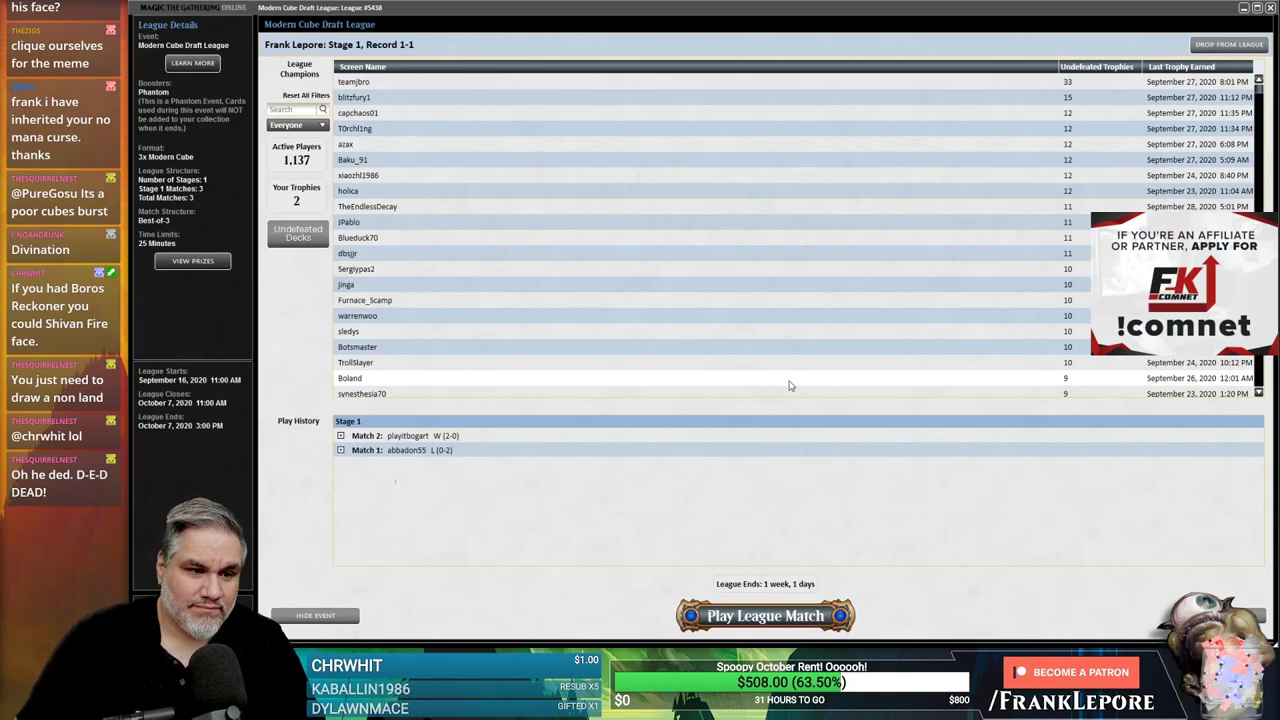 his face?
THEZIGS
clique ourselves
for the meme
frank i have
inherited your no
mana curse.
thanks
THESQUIRRELNEST
@PureGosu Its a
poor cubes burst
I_NOAHDRUNK
Divination
CHRWHIT
If you had Boros
Reckoner you
could Shivan Fire
face.
THESQUIRRELNEST
You just need to
draw a non land
THESQUIRRELNEST
@chrwhit lol
THESQUIRRELNEST
Oh he ded. D-E-D
DEAD!
MAGIC THE GATHERING ONLINE
Modern Cube Draft League: League #5438
League Details
Event:
Modern Cube Draft League
LEARN MORE
Boosters:
Phantom
(This is a Phantom Event. Cards
used during this event will NOT
be added to your collection
when it ends.)
Format:
3x Modern Cube
League Structure:
Number of Stages: 1
Stage 1 Matches: 3
Total Matches: 3
Match Structure:
Best-of-3
Time Limits:
25 Minutes
VIEW PRIZES
League Starts:
September 16, 2020 11:00 AM
League Closes:
October 7, 2020 11:00 AM
League Ends:
October 7, 2020 3:00 PM
Modern Cube Draft League
Frank Lepore: Stage 1, Record 1-1
DROP FROM LEAGUE
League
Champions
Reset All Filters
Search
Everyone
Active Players
1,137
Your Trophies
2
Undefeated
Decks
Screen Name Undefeated Trophies Last Trophy Earned
teamjbro 33 September 27, 2020 8:01 PM
blitzfury1 15 September 27, 2020 11:12 PM
capchaos01 12 September 27, 2020 11:35 PM
T0rchl1ng 12 September 27, 2020 11:34 PM
azax 12 September 27, 2020 6:08 PM
Baku_91 12 September 27, 2020 5:09 AM
xiaozhl1986 12 September 24, 2020 8:40 PM
holica 12 September 23, 2020 11:04 AM
TheEndlessDecay 11 September 28, 2020 5:01 PM
JPablo 11
Blueduck70 11
dbsjjr 11
Sergiypas2 10
jinga 10
Furnace_Scamp 10
warrenwoo 10
sledys 10
Botsmaster 10
TrollSlayer 10 September 24, 2020 10:12 PM
Boland 9 September 26, 2020 12:01 AM
synesthesia70 9 September 23, 2020 1:20 PM
IF YOU'RE AN AFFILIATE
OR PARTNER, APPLY FOR
FK
.COMNET
!comnet
Play History
Stage 1
Match 2: playitbogart W (2-0)
Match 1: abbadon55 L (0-2)
League Ends: 1 week, 1 days
HIDE EVENT
Play League Match
CHRWHIT $1.00
KABALLIN1986 RESUB X5
DYLAWNMACE GIFTED X1
Spoopy October Rent! Oooooh!
$508.00 (63.50%)
$0 31 HOURS TO GO $800
BECOME A PATRON
/FRANKLEPORE